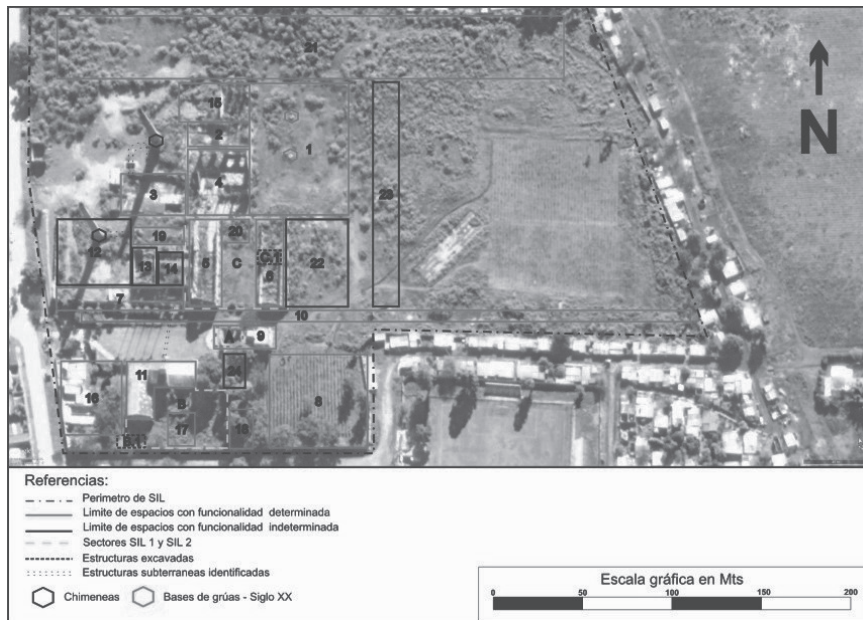 21
N
15
2
1
4
3
23
19
20
12
13
14
5
C
C.1
6
22
7
10
A
9
24
11
16
B
8
17
18
Referencias:
Perimetro de SIL
Limite de espacios con funcionalidad determinada
Limite de espacios con funcionalidad indeterminada
Sectores SIL 1 y SIL 2
Estructuras excavadas
Estructuras subterraneas identificadas
Chimeneas Bases de grúas - Siglo XX
Escala gráfica en Mts
0 50 100 150 200